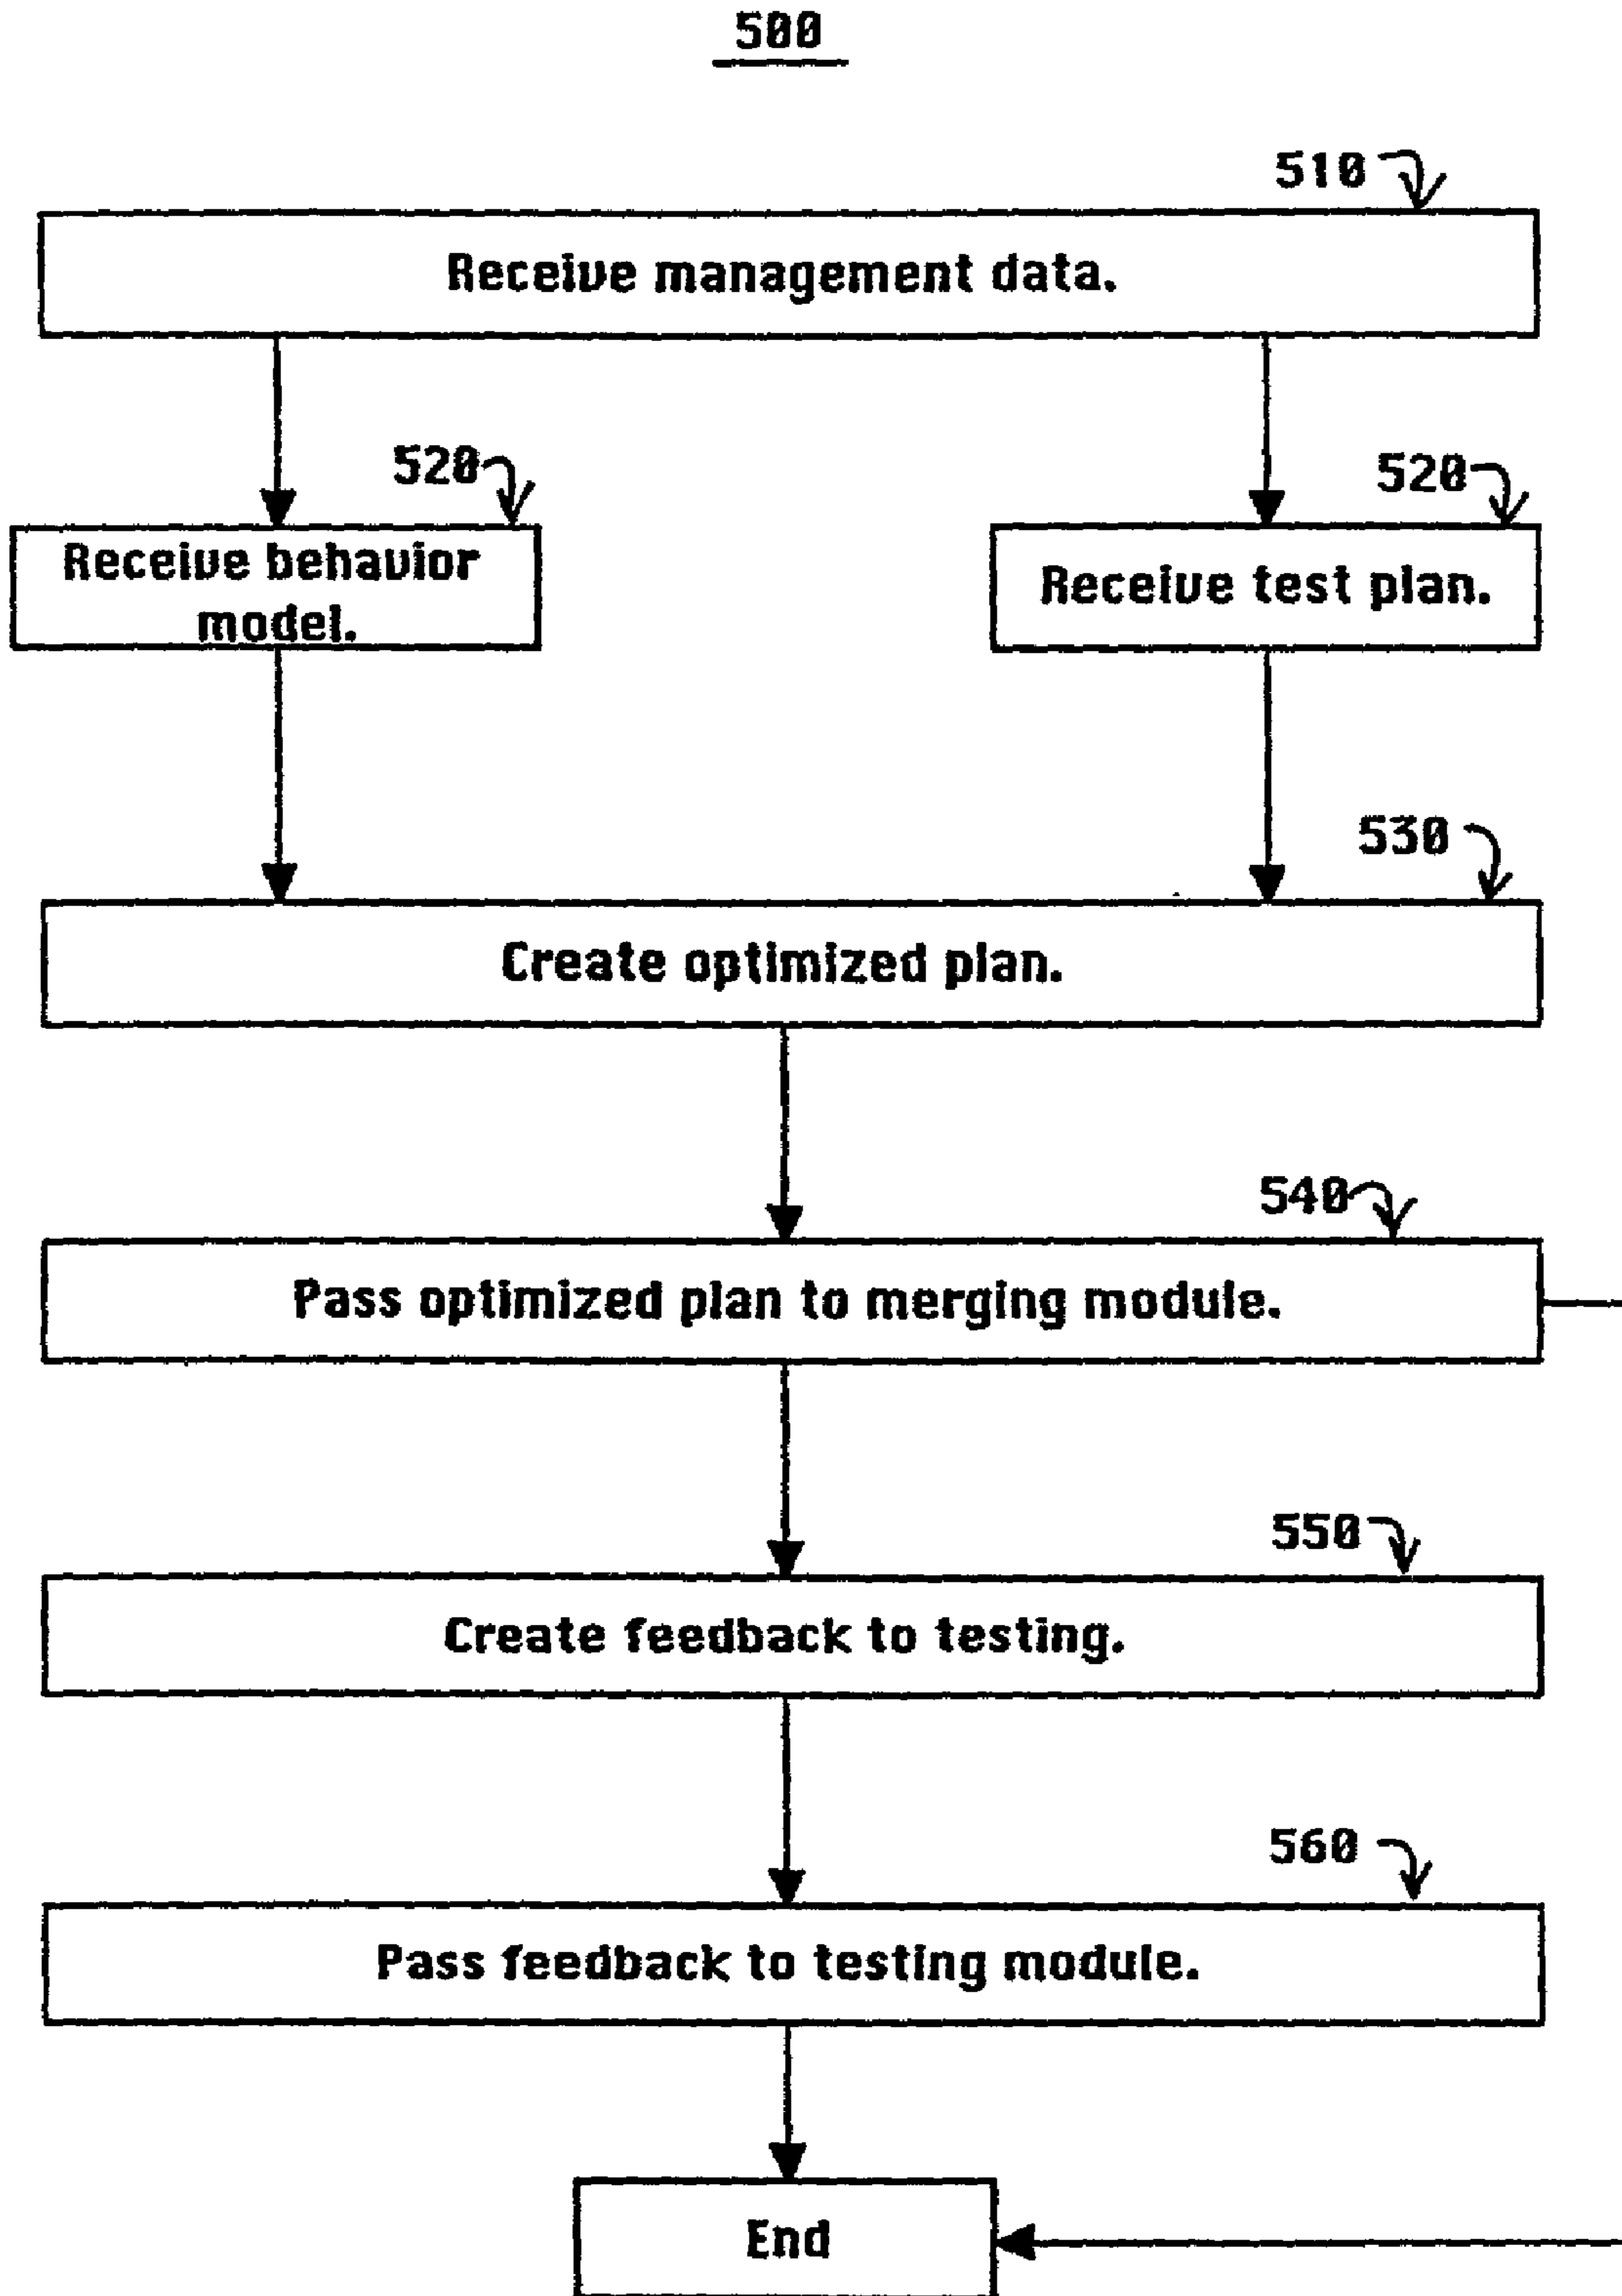 500
510
Receive management data.
520
520
Receive behavior
model.
Receive test plan.
530
Create optimized plan.
540
Pass optimized plan to merging module.
550
Create feedback to testing.
560
Pass feedback to testing module.
End